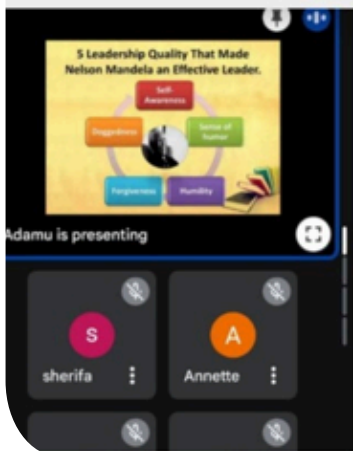 5 Leadership Quality That Made
Nelson Mandela an Effective Leader.
Self-
Awareness
Doggedness
Sense of
humor
Forgiveness
Humility
Adamu is presenting
S
A
sherifa
Annette